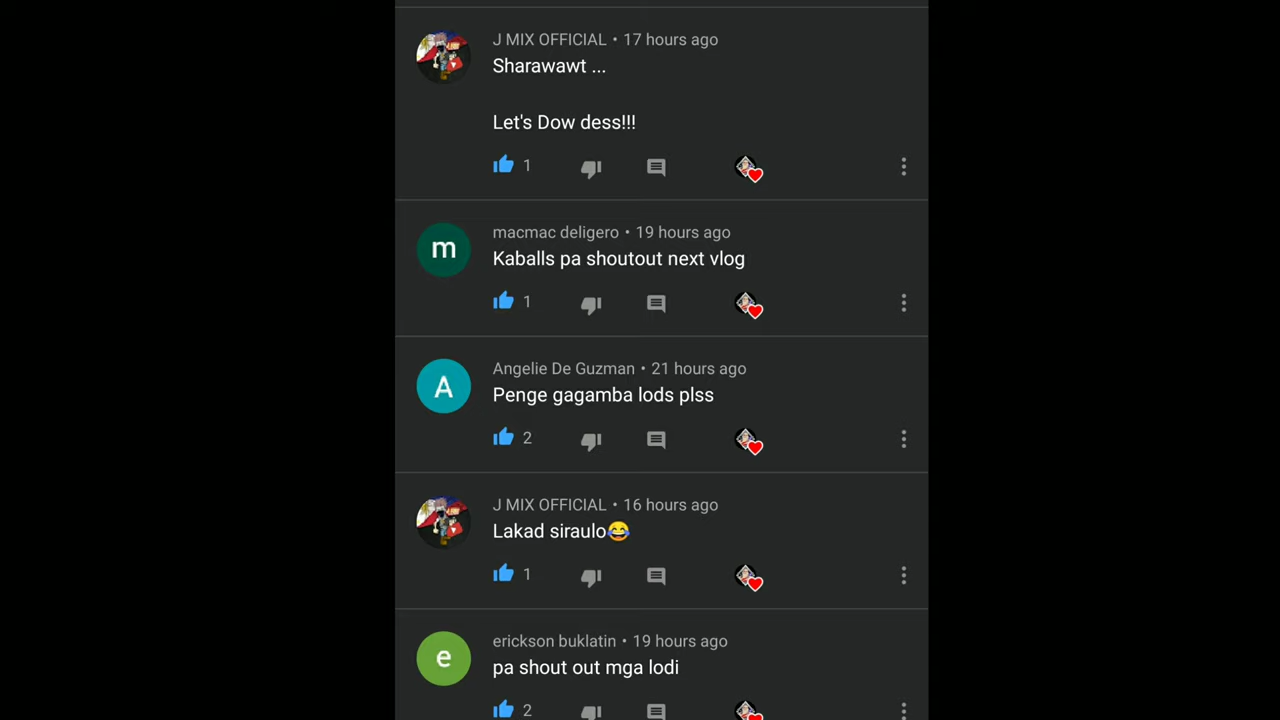 J MIX OFFICIAL • 17 hours ago
Sharawawt ...
Let's Dow dess!!!
1
m
macmac deligero • 19 hours ago
Kaballs pa shoutout next vlog
1
A
Angelie De Guzman • 21 hours ago
Penge gagamba lods plss
2
J MIX OFFICIAL • 16 hours ago
Lakad siraulo😂
1
e
erickson buklatin • 19 hours ago
pa shout out mga lodi
2